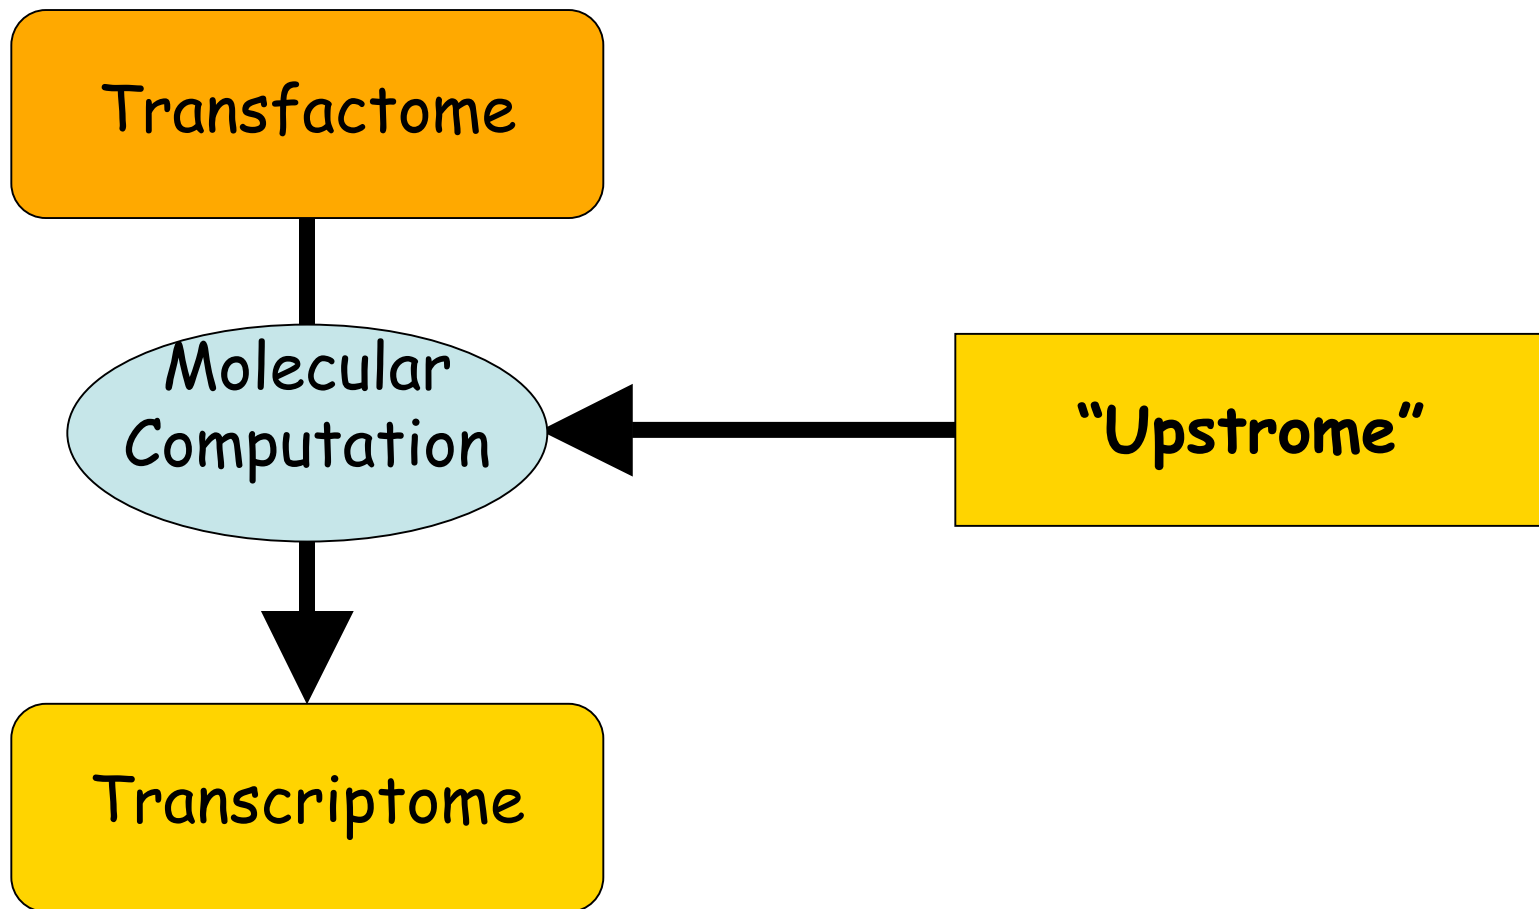 Transfactome
Molecular
Computation
“Upstrome”
Transcriptome